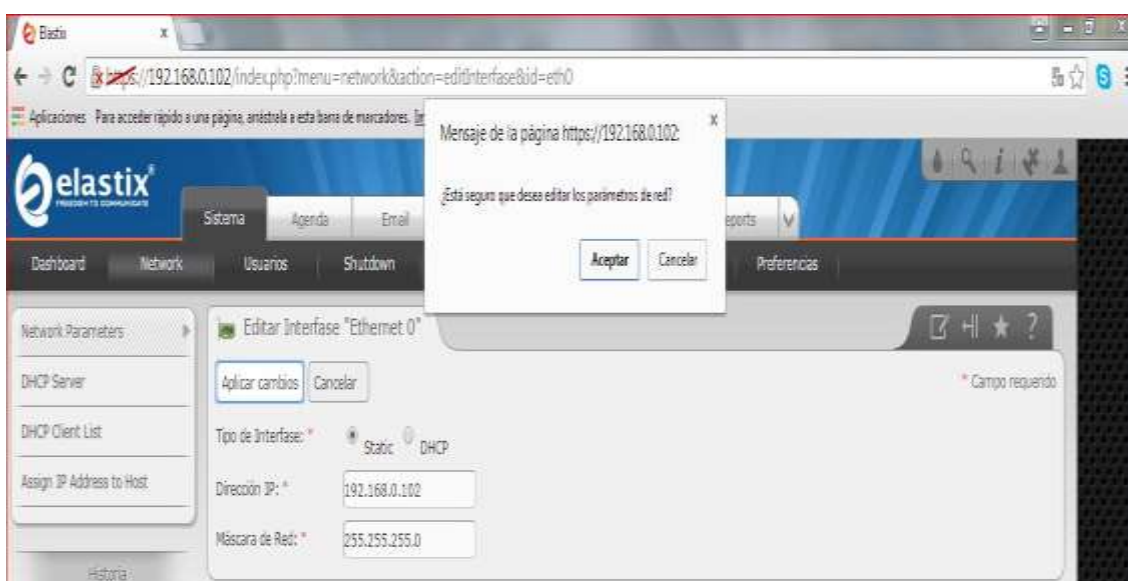 Elastix
https://192.168.0.102/index.php?menu=network&action=editInterfase&id=eth0
Aplicaciones Para acceder rápido a una página, arrástrala a esta barra de marcadores.
Mensaje de la página https://192.168.0.102:
¿Está seguro que desea editar los parámetros de red?
Aceptar Cancelar
elastix®
FREEDOM TO COMMUNICATE
Sistema Agenda Email
Dashboard Network Usuarios Shutdown Preferencias
Network Parameters
DHCP Server
DHCP Client List
Assign IP Address to Host
Historia
Editar Interfase "Ethernet 0"
Aplicar cambios Cancelar
* Campo requerido
Tipo de Interfase: * Static DHCP
Dirección IP: * 192.168.0.102
Máscara de Red: * 255.255.255.0